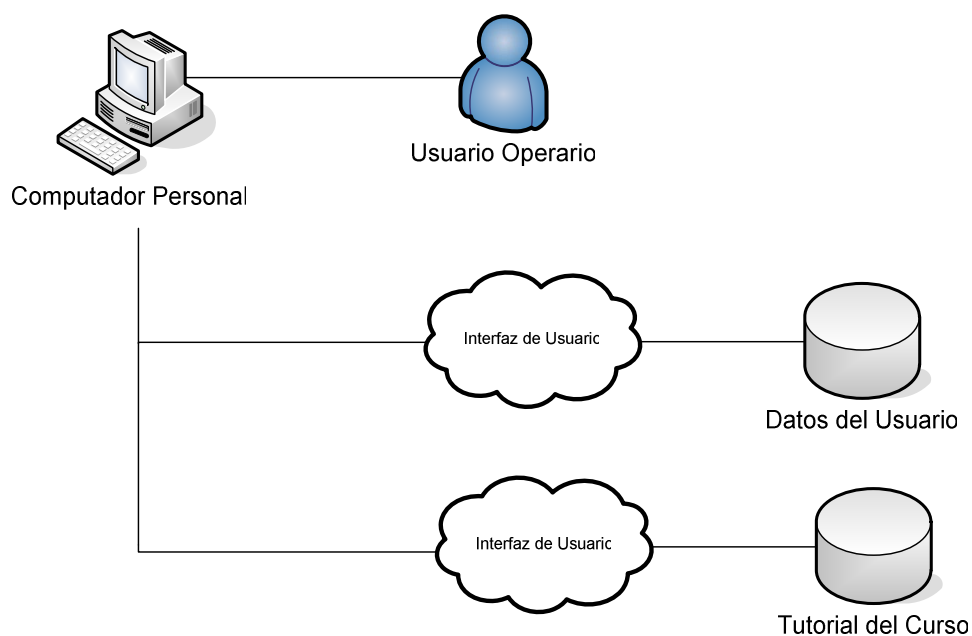 Usuario Operario
Computador Personal
Interfaz de Usuario
Datos del Usuario
Interfaz de Usuario
Tutorial del Curso